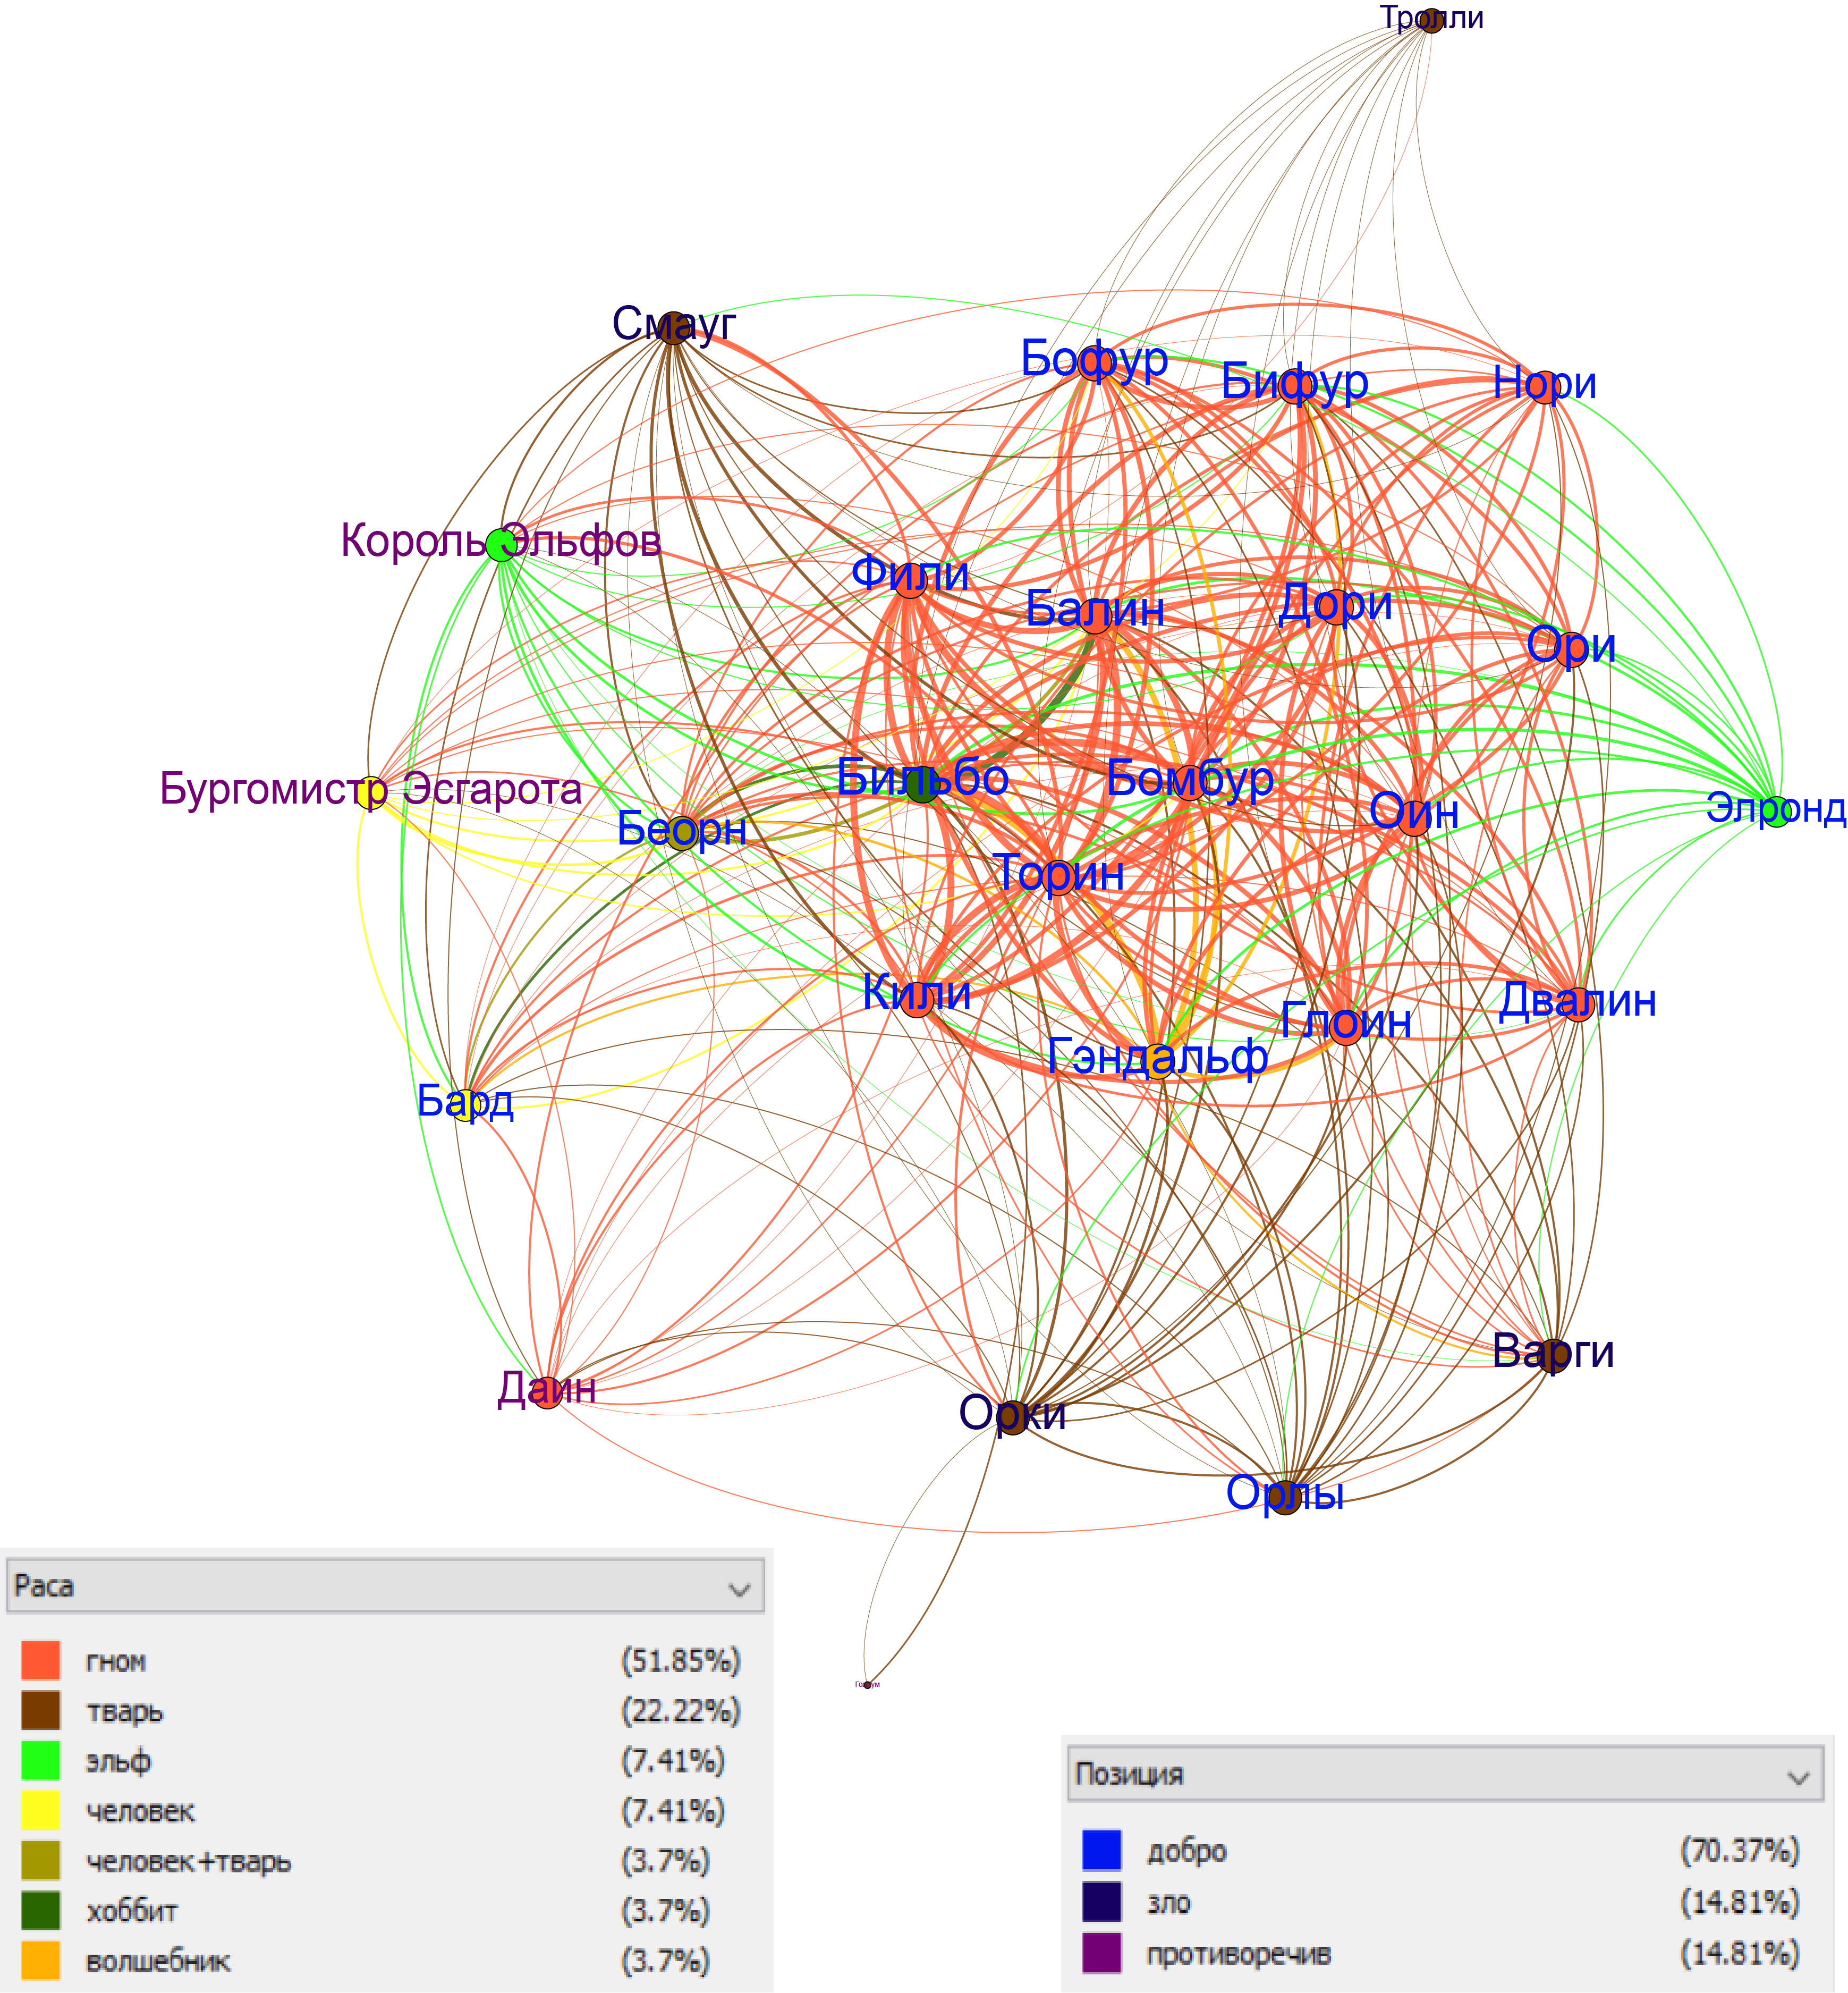 Тролли
Смауг
Бофур
Бифур
Нори
Король Эльфов
Фили
Балин
Дори
Ори
Бургомистр Эсгарота
Беорн
Бильбо
Бомбур
Оин
Элронд
Торин
Кили
Глоин
Двалин
Гэндальф
Бард
Варги
Даин
Орки
Орлы
Голлум
Раса
гном (51.85%)
тварь (22.22%)
эльф (7.41%)
человек (7.41%)
человек+тварь (3.7%)
хоббит (3.7%)
волшебник (3.7%)
Позиция
добро (70.37%)
зло (14.81%)
противоречив (14.81%)